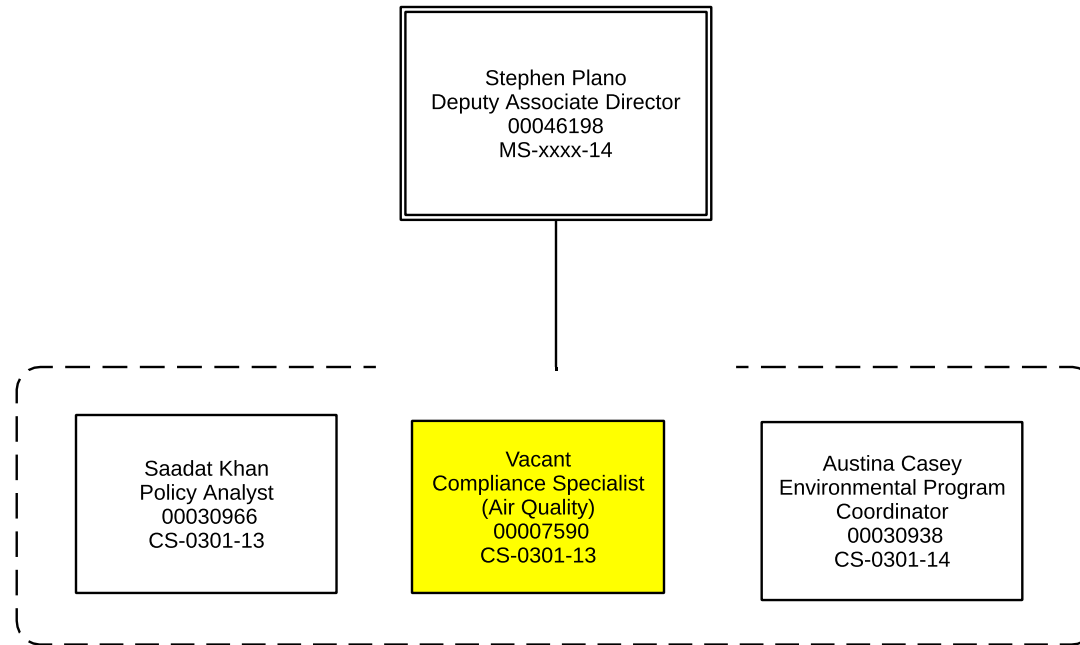 Stephen Plano
Deputy Associate Director
00046198
MS-xxxx-14
Saadat Khan
Policy Analyst
00030966
CS-0301-13
Vacant
Compliance Specialist
(Air Quality)
00007590
CS-0301-13
Austina Casey
Environmental Program
Coordinator
00030938
CS-0301-14